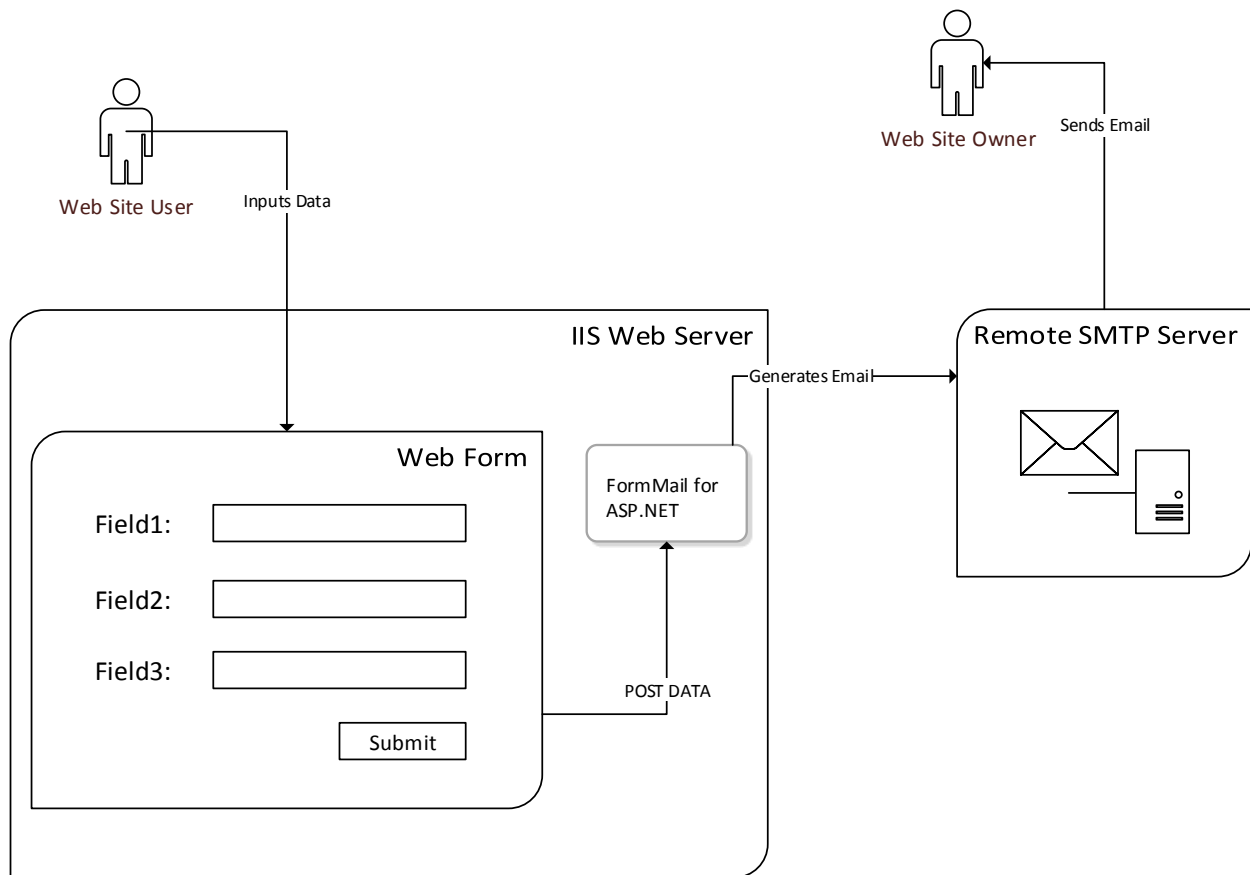 Web Site User
Inputs Data
Web Site Owner
Sends Email
IIS Web Server
Web Form
Field1:
Field2:
Field3:
Submit
POST DATA
FormMail for
ASP.NET
Generates Email
Remote SMTP Server